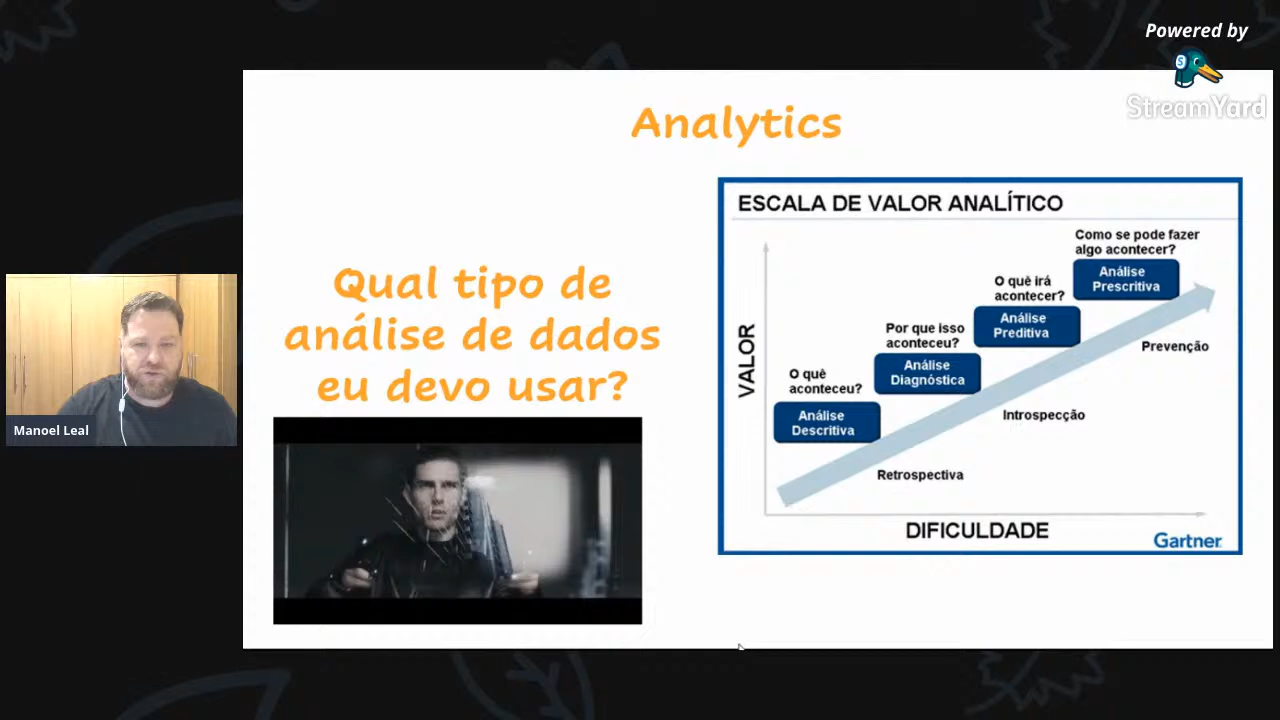 Powered by
StreamYard
Analytics
Qual tipo de
análise de dados
eu devo usar?
Manoel Leal
ESCALA DE VALOR ANALÍTICO
Como se pode fazer
algo acontecer?
Análise
Prescritiva
O quê irá
acontecer?
Análise
Preditiva
Por que isso
aconteceu?
Análise
Diagnóstica
O quê
aconteceu?
Análise
Descritiva
VALOR
Prevenção
Introspecção
Retrospectiva
DIFICULDADE
Gartner